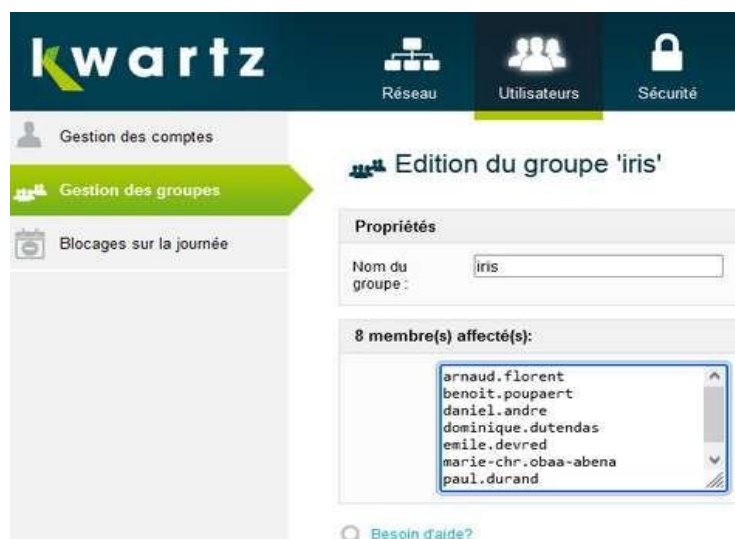 kwartz
Réseau
Utilisateurs
Sécurité
Gestion des comptes
Gestion des groupes
Blocages sur la journée
Edition du groupe 'iris'
Propriétés
Nom du
groupe :
iris
8 membre(s) affecté(s):
arnaud.florent
benoit.poupaert
daniel.andre
dominique.dutendas
emile.devred
marie-chr.obaa-abena
paul.durand
Besoin d'aide?